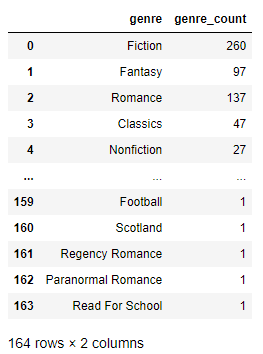 genre genre_count
0 Fiction 260
1 Fantasy 97
2 Romance 137
3 Classics 47
4 Nonfiction 27
... ... ...
159 Football 1
160 Scotland 1
161 Regency Romance 1
162 Paranormal Romance 1
163 Read For School 1
164 rows × 2 columns